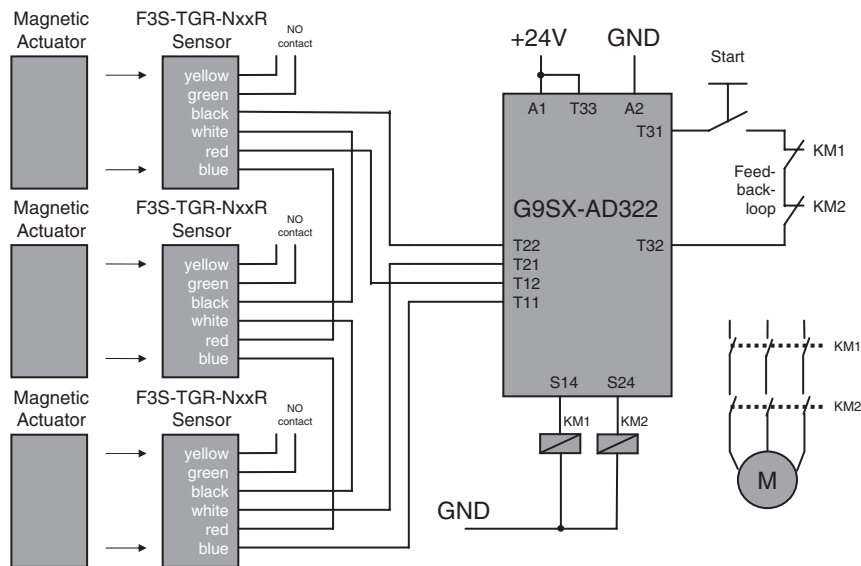 Magnetic
Actuator
F3S-TGR-NxxR
Sensor
NO
contact
yellow
green
black
white
red
blue
Magnetic
Actuator
F3S-TGR-NxxR
Sensor
NO
contact
yellow
green
black
white
red
blue
Magnetic
Actuator
F3S-TGR-NxxR
Sensor
NO
contact
yellow
green
black
white
red
blue
+24V
GND
A1
T33
A2
T31
G9SX-AD322
T22
T21
T12
T11
T32
S14
S24
KM1
KM2
GND
Start
KM1
Feed-
back-
loop
KM2
KM1
KM2
M